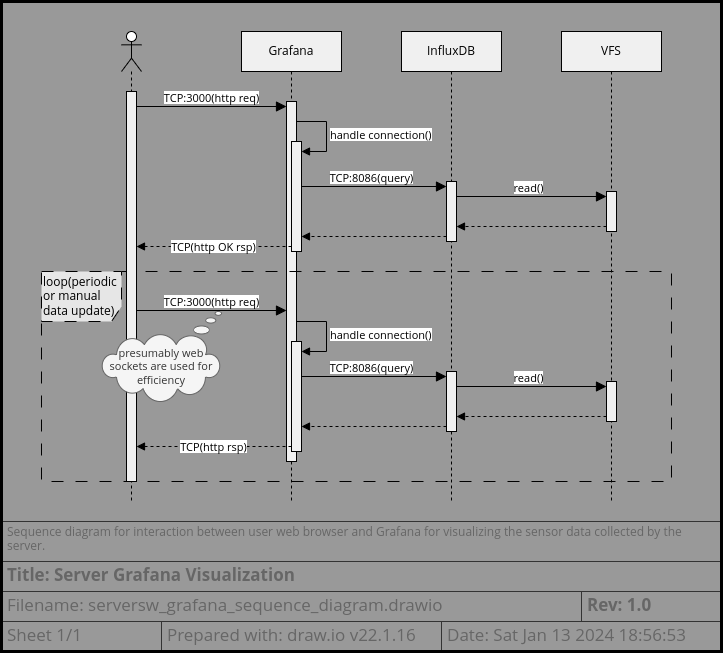 Grafana
InfluxDB
VFS
TCP:3000(http req)
handle connection()
TCP:8086(query)
read()
TCP(http OK rsp)
loop(periodic
or manual
data update)
TCP:3000(http req)
handle connection()
presumably web
sockets are used for
efficiency
TCP:8086(query)
read()
TCP(http rsp)
Sequence diagram for interaction between user web browser and Grafana for visualizing the sensor data collected by the
server.
Title: Server Grafana Visualization
Filename: serversw_grafana_sequence_diagram.drawio
Rev: 1.0
Sheet 1/1
Prepared with: draw.io v22.1.16
Date: Sat Jan 13 2024 18:56:53